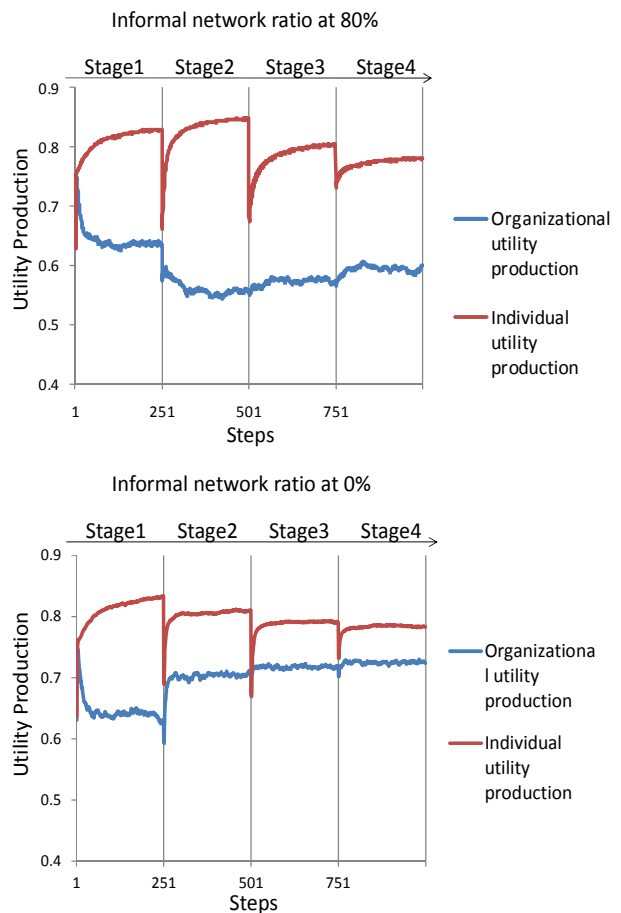 Informal network ratio at 80%
Stage1 Stage2 Stage3 Stage4
0.9
0.8
0.7
0.6
0.5
0.4
Utility Production
1 251 501 751
Steps
Organizational
utility
production
Individual
utility
production
Informal network ratio at 0%
Stage1 Stage2 Stage3 Stage4
0.9
0.8
0.7
0.6
0.5
0.4
Utility Production
1 251 501 751
Steps
Organizationa
l utility
production
Individual
utility
production